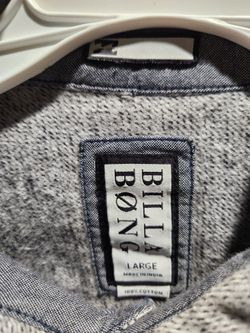 BILLA
BØNG
LARGE
MADE IN INDIA
100% COTTON